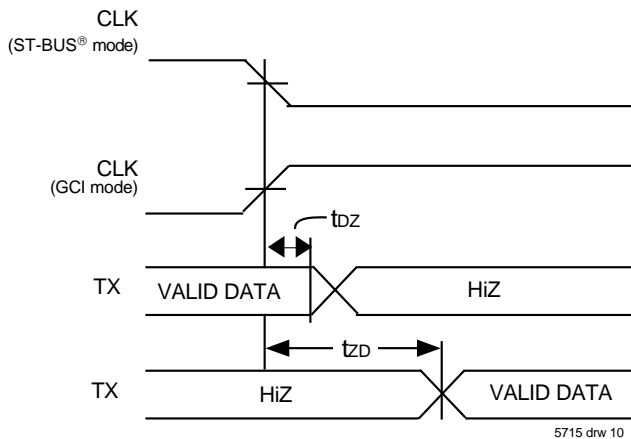 CLK
(ST-BUS® mode)
CLK
(GCI mode)
tDZ
TX
VALID DATA
HiZ
tZD
TX
HiZ
VALID DATA
5715 drw 10